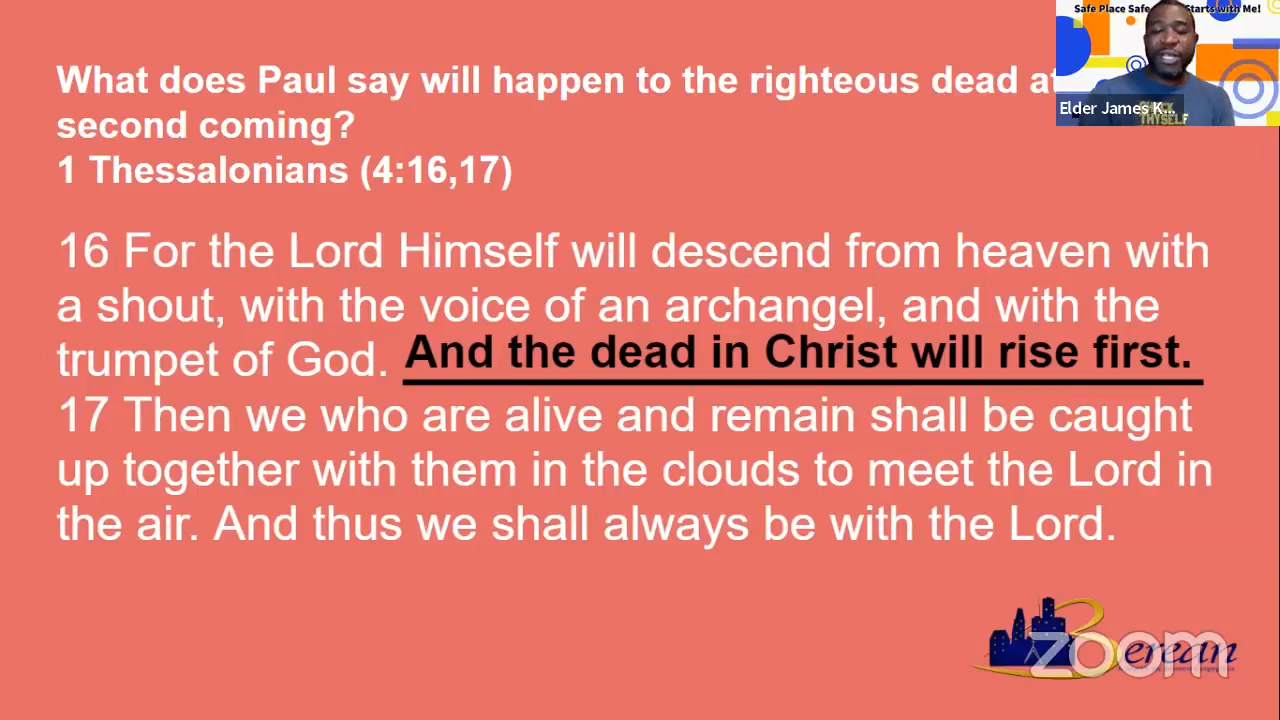 Safe Place Safe Starts with Me!
What does Paul say will happen to the righteous dead at
second coming?
1 Thessalonians (4:16,17)
Elder James K...
CHECK
THYSELF
16 For the Lord Himself will descend from heaven with
a shout, with the voice of an archangel, and with the
trumpet of God. And the dead in Christ will rise first.
17 Then we who are alive and remain shall be caught
up together with them in the clouds to meet the Lord in
the air. And thus we shall always be with the Lord.
Berean
zoom